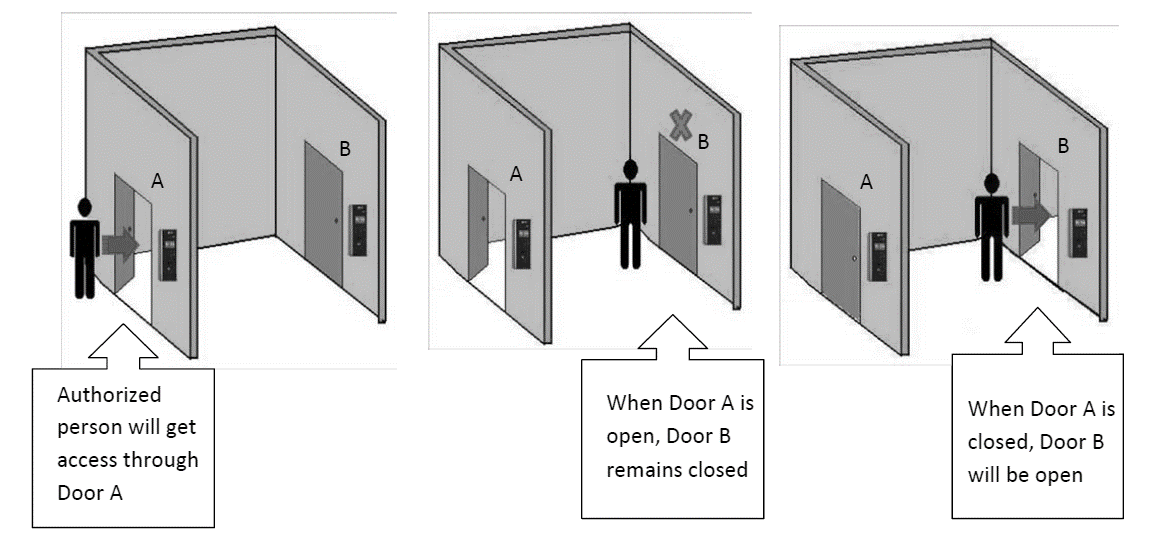 A
B
A
B
A
B
Authorized
person will get
access through
Door A
When Door A is
open, Door B
remains closed
When Door A is
closed, Door B
will be open